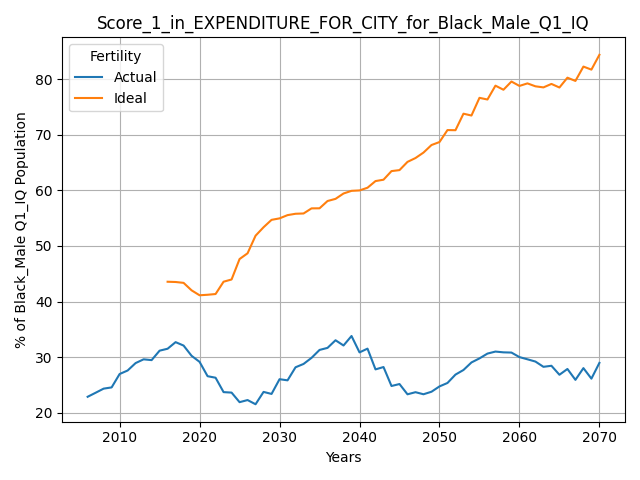 Score_1_in_EXPENDITURE_FOR_CITY_for_Black_Male_Q1_IQ
Fertility
Actual
Ideal
% of Black_Male Q1_IQ Population
80
70
60
50
40
30
20
2010 2020 2030 2040 2050 2060 2070
Years